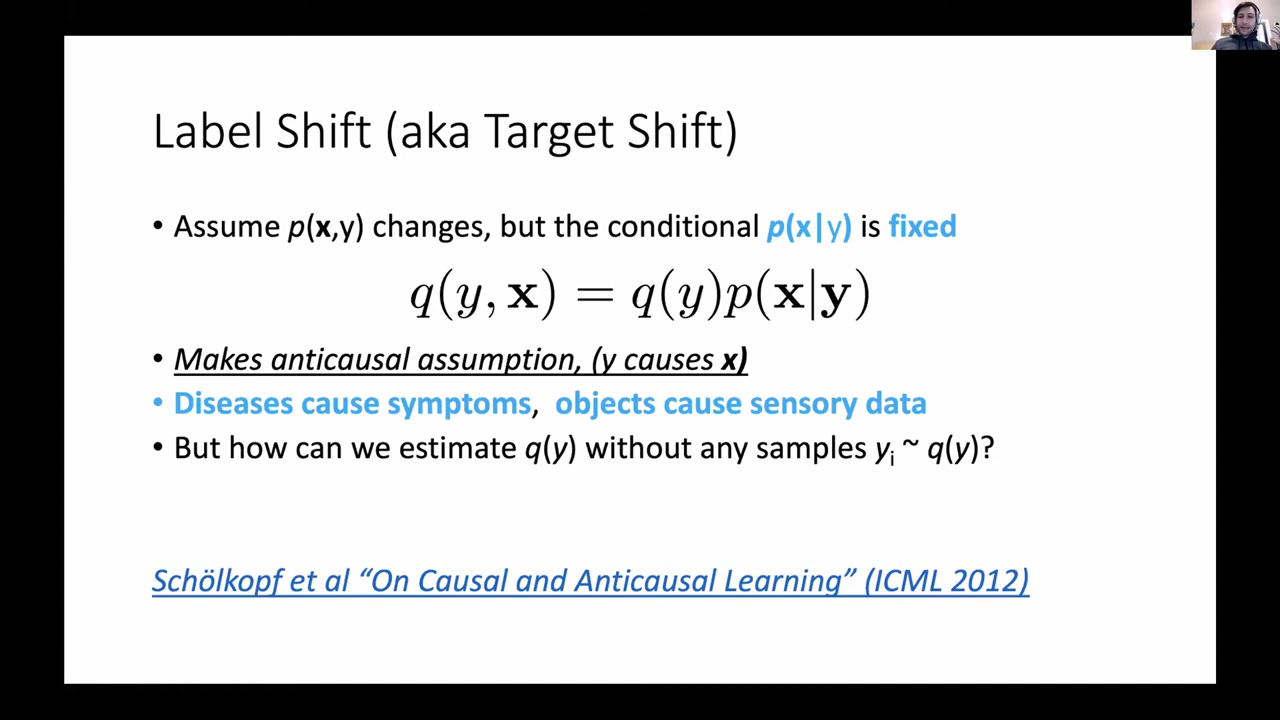 Label Shift (aka Target Shift)
• Assume p(x,y) changes, but the conditional p(x|y) is fixed
q(y, x) = q(y)p(x|y)
• Makes anticausal assumption, (y causes x)
• Diseases cause symptoms, objects cause sensory data
• But how can we estimate q(y) without any samples yᵢ ~ q(y)?
Schölkopf et al “On Causal and Anticausal Learning” (ICML 2012)